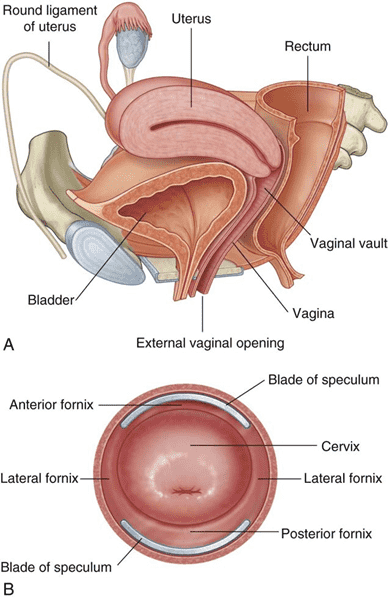 Round ligament
of uterus
Uterus
Rectum
Vaginal vault
Bladder
Vagina
External vaginal opening
A
Blade of speculum
Anterior fornix
Cervix
Lateral fornix
Lateral fornix
Posterior fornix
Blade of speculum
B